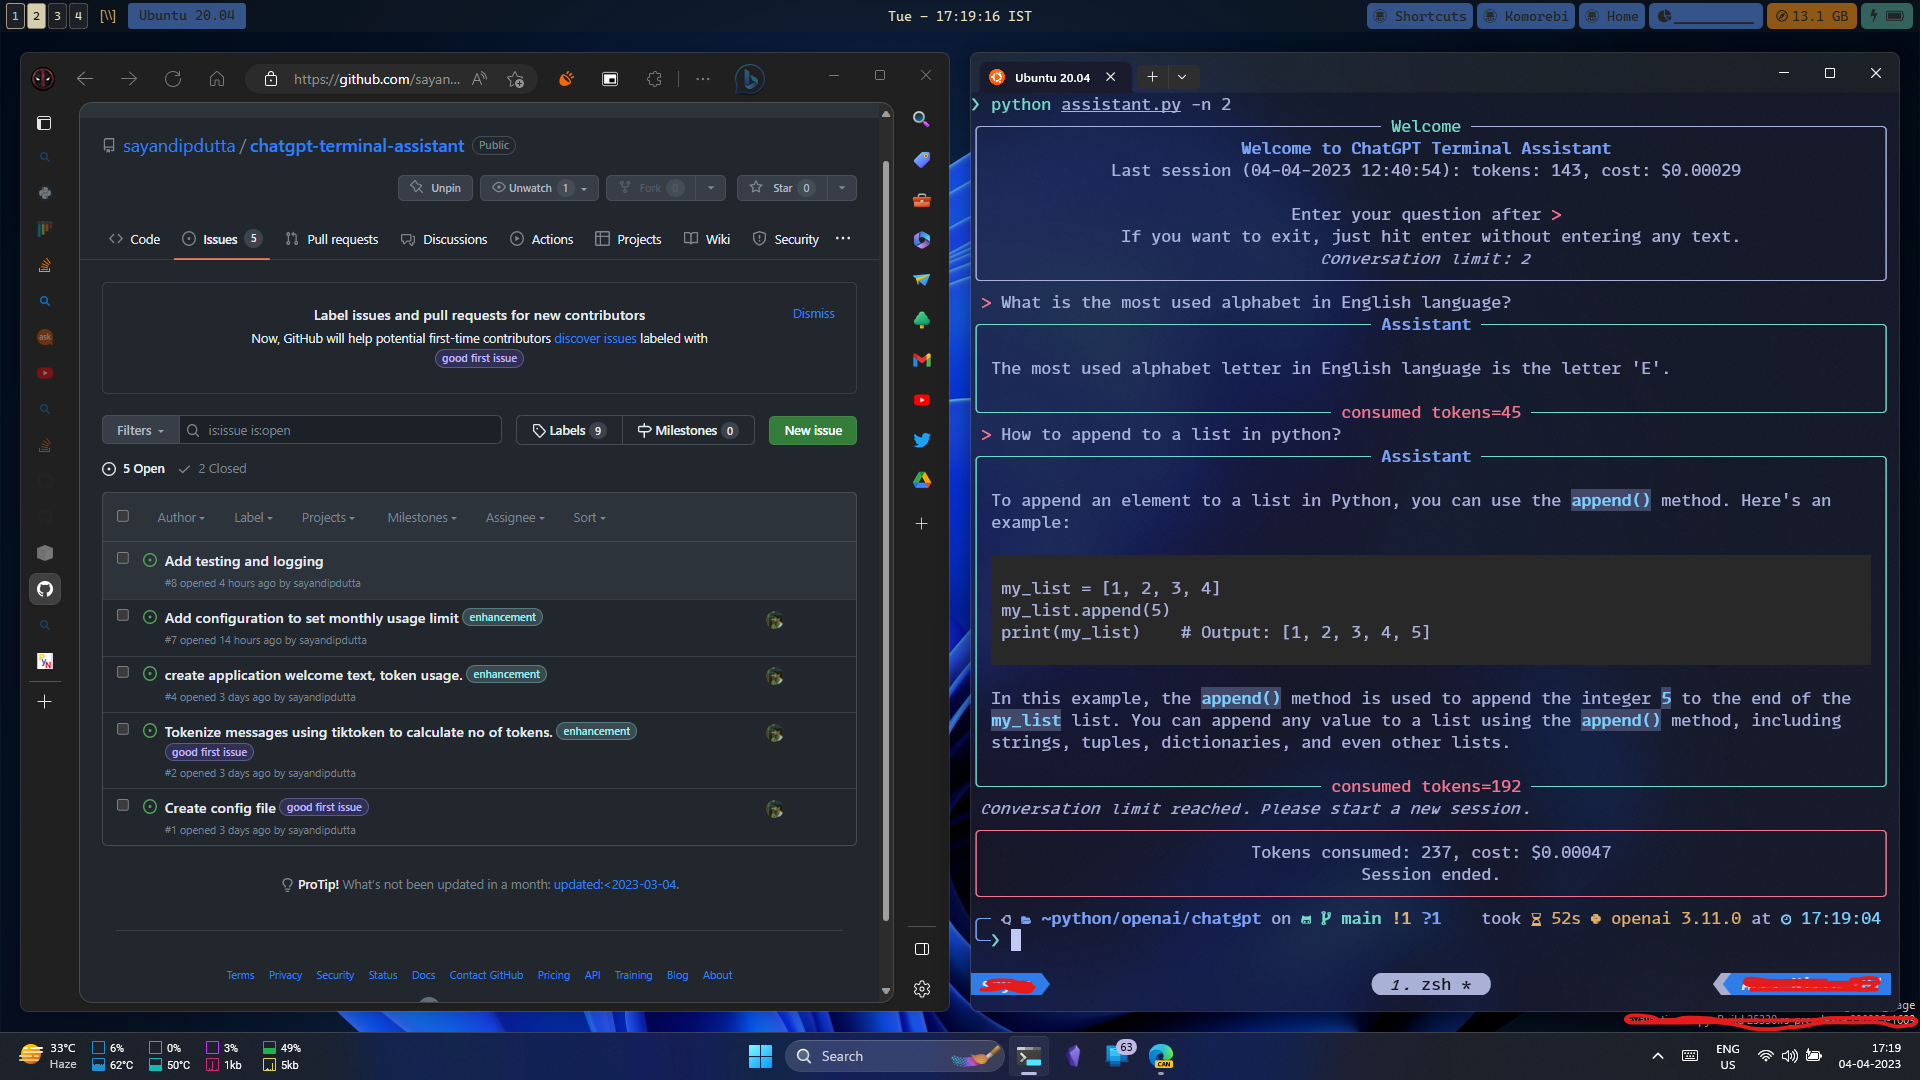 1 2 3 4 [\\] Ubuntu 20.04
Tue - 17:19:16 IST
Shortcuts Komorebi Home 13.1 GB
https://github.com/sayan...
sayandipdutta / chatgpt-terminal-assistant Public
Unpin Unwatch 1 Fork 0 Star 0
Code Issues 5 Pull requests Discussions Actions Projects Wiki Security ...
Label issues and pull requests for new contributors
Dismiss
Now, GitHub will help potential first-time contributors discover issues labeled with
good first issue
Filters is:issue is:open Labels 9 Milestones 0 New issue
5 Open 2 Closed
Author Label Projects Milestones Assignee Sort
Add testing and logging
#8 opened 4 hours ago by sayandipdutta
Add configuration to set monthly usage limit enhancement
#7 opened 14 hours ago by sayandipdutta
create application welcome text, token usage. enhancement
#4 opened 3 days ago by sayandipdutta
Tokenize messages using tiktoken to calculate no of tokens. enhancement
good first issue
#2 opened 3 days ago by sayandipdutta
Create config file good first issue
#1 opened 3 days ago by sayandipdutta
ProTip! What's not been updated in a month: updated:<2023-03-04.
Terms Privacy Security Status Docs Contact GitHub Pricing API Training Blog About
Ubuntu 20.04
❯ python assistant.py -n 2
Welcome
Welcome to ChatGPT Terminal Assistant
Last session (04-04-2023 12:40:54): tokens: 143, cost: $0.00029
Enter your question after >
If you want to exit, just hit enter without entering any text.
Conversation limit: 2
> What is the most used alphabet in English language?
Assistant
The most used alphabet letter in English language is the letter 'E'.
consumed tokens=45
> How to append to a list in python?
Assistant
To append an element to a list in Python, you can use the append() method. Here's an
example:
my_list = [1, 2, 3, 4]
my_list.append(5)
print(my_list)    # Output: [1, 2, 3, 4, 5]
In this example, the append() method is used to append the integer 5 to the end of the
my_list list. You can append any value to a list using the append() method, including
strings, tuples, dictionaries, and even other lists.
consumed tokens=192
Conversation limit reached. Please start a new session.
Tokens consumed: 237, cost: $0.00047
Session ended.
~python/openai/chatgpt on main !1 ?1 took 52s openai 3.11.0 at 17:19:04
❯
1. zsh *
33°C
Haze
6% 0% 3% 49%
62°C 50°C 1kb 5kb
Search
63
CAN
ENG
US
17:19
04-04-2023